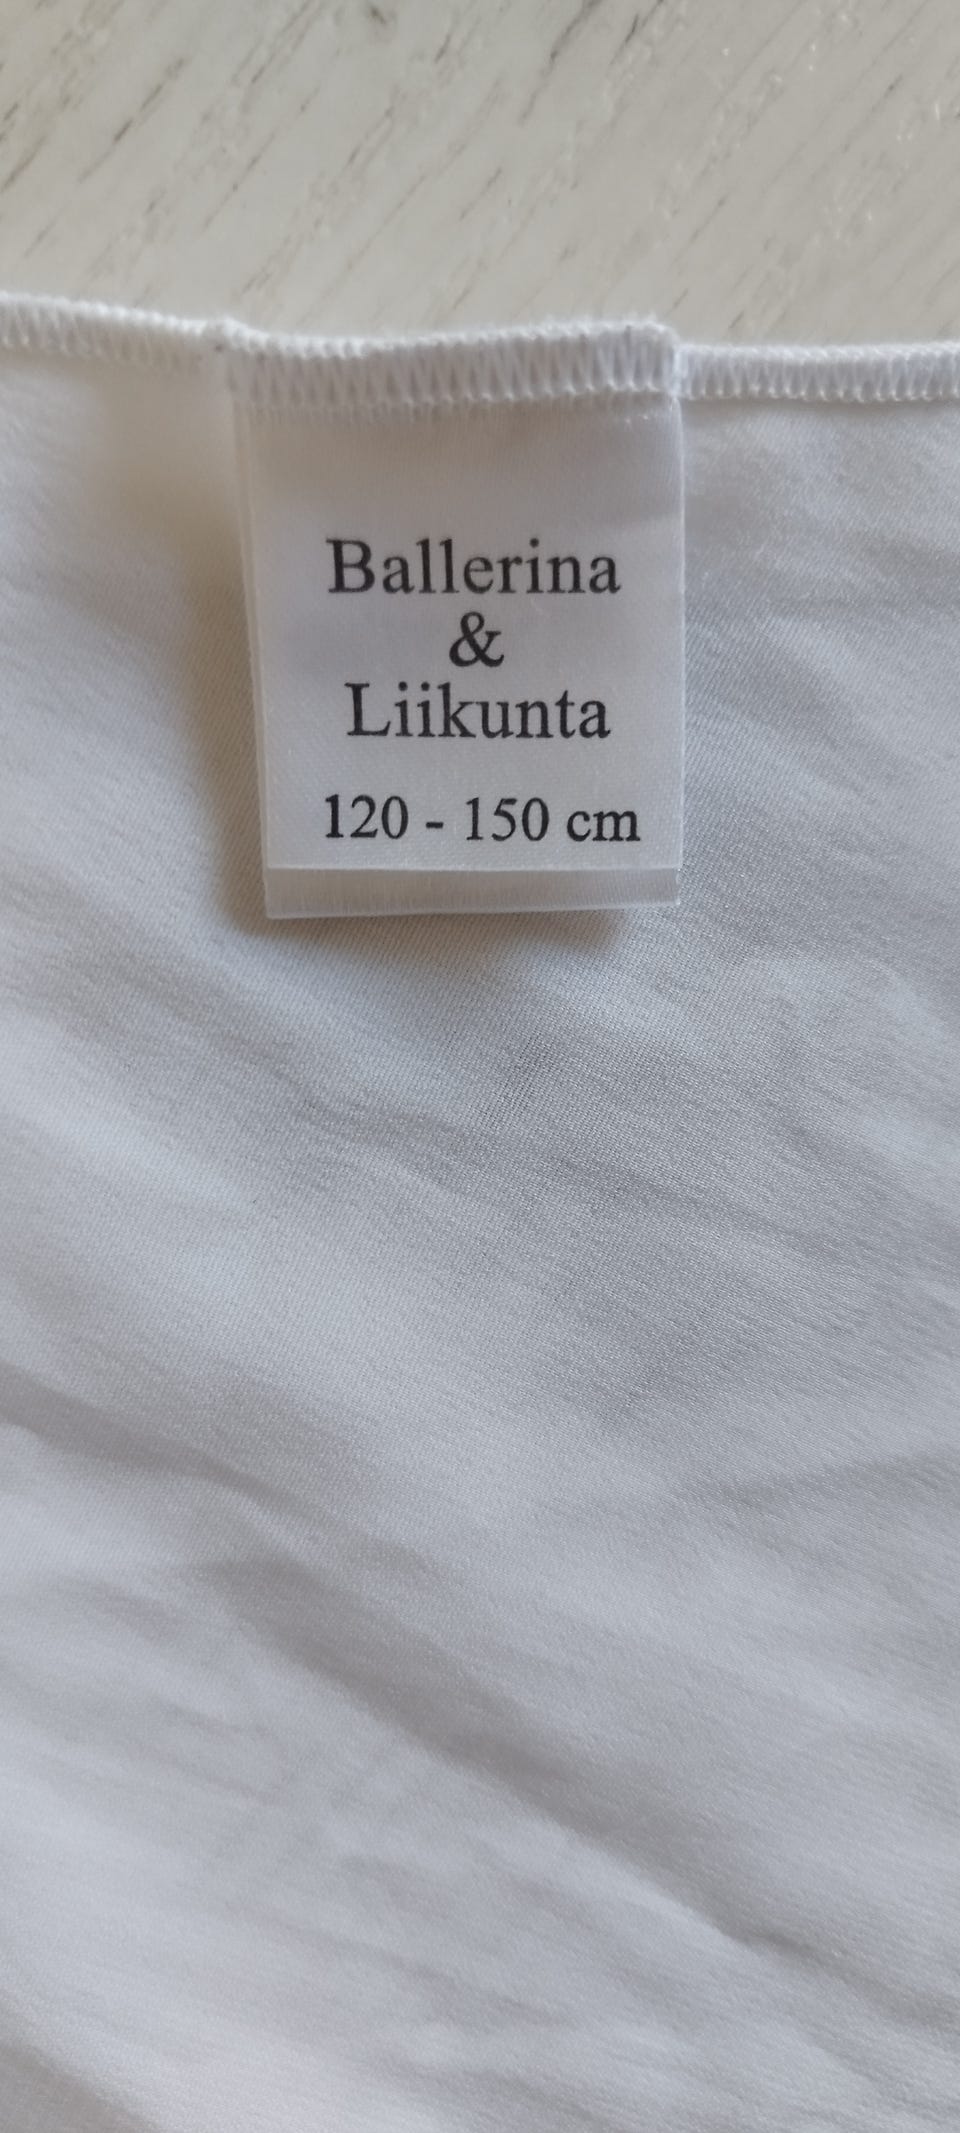 Ballerina
&
Liikunta
120 - 150 cm